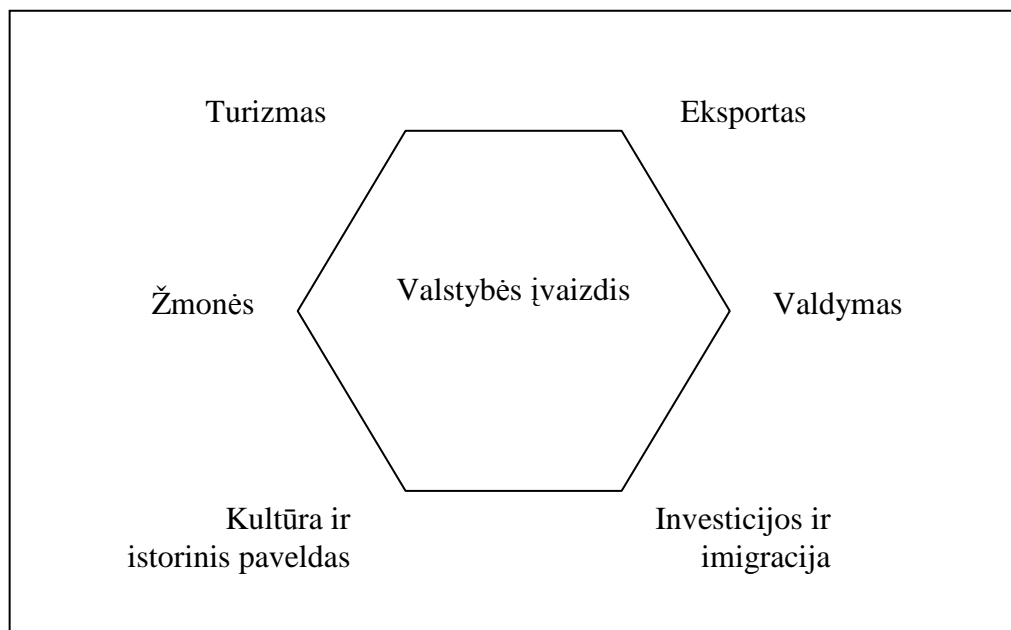 Turizmas
Eksportas
Valstybės įvaizdis
Žmonės
Valdymas
Kultūra ir
istorinis paveldas
Investicijos ir
imigracija